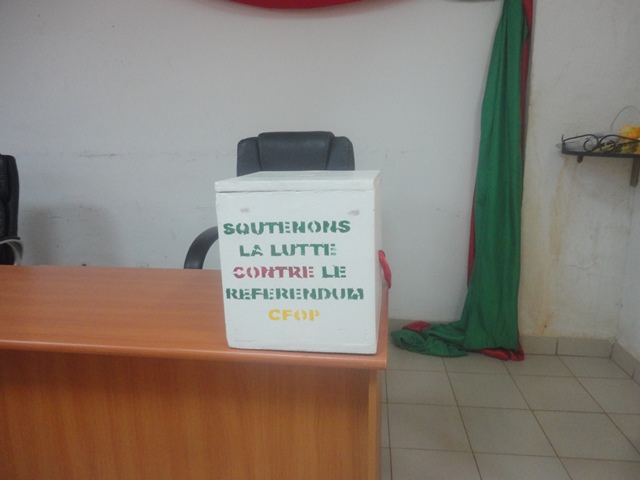 SOUTENONS
LA LUTTE
CONTRE LE
REFERENDUM
CFOP